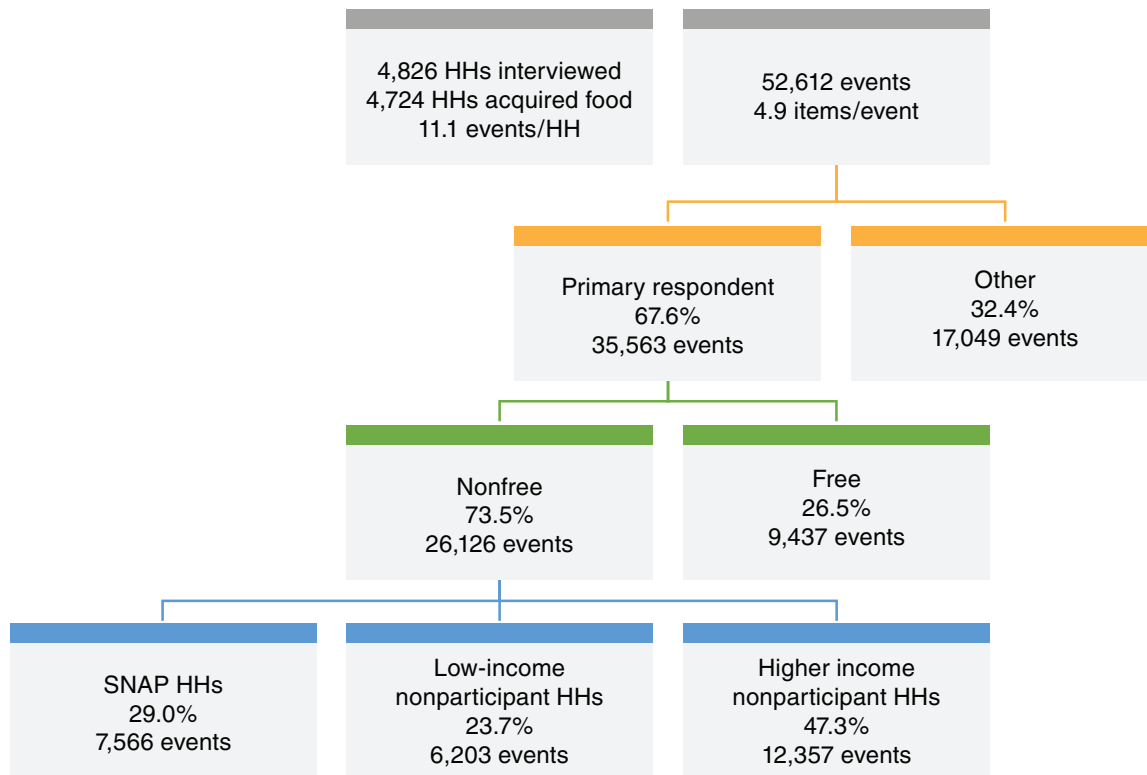 4,826 HHs interviewed
4,724 HHs acquired food
11.1 events/HH
52,612 events
4.9 items/event
Primary respondent
67.6%
35,563 events
Other
32.4%
17,049 events
Nonfree
73.5%
26,126 events
Free
26.5%
9,437 events
SNAP HHs
29.0%
7,566 events
Low-income
nonparticipant HHs
23.7%
6,203 events
Higher income
nonparticipant HHs
47.3%
12,357 events